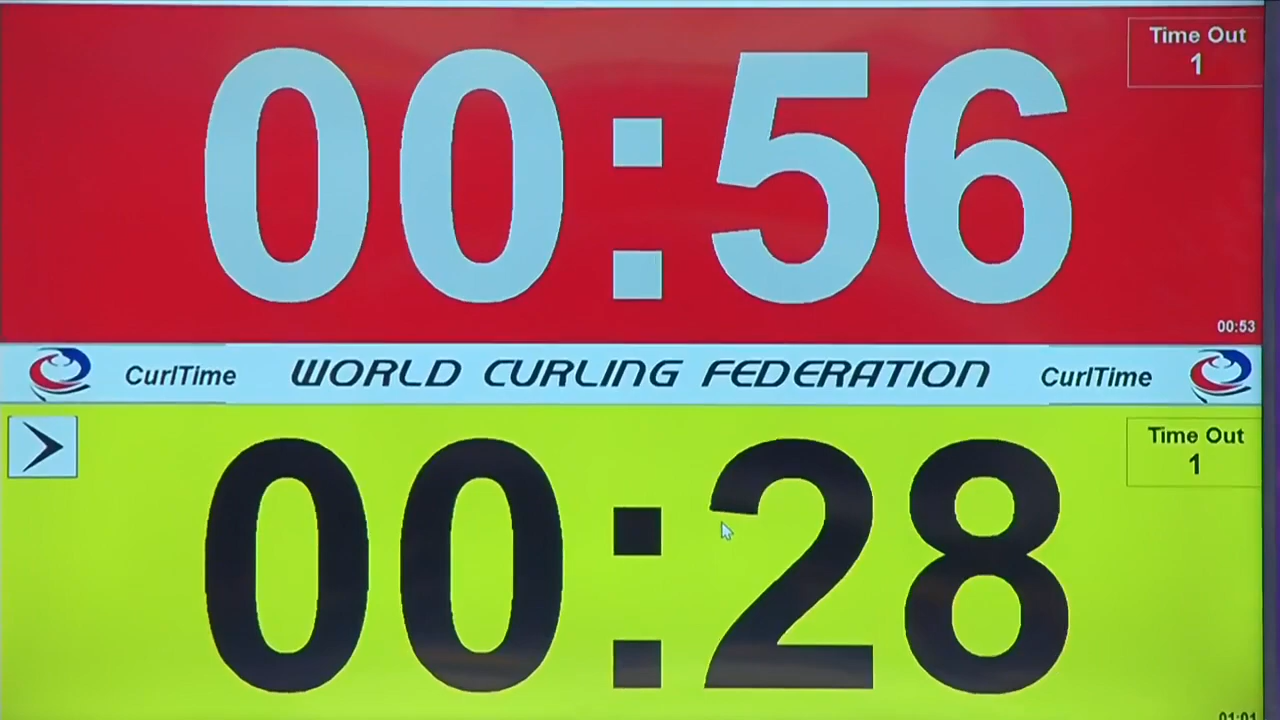 Time Out
1
00:56
00:53
CurlTime WORLD CURLING FEDERATION CurlTime
Time Out
1
00:28
01:01